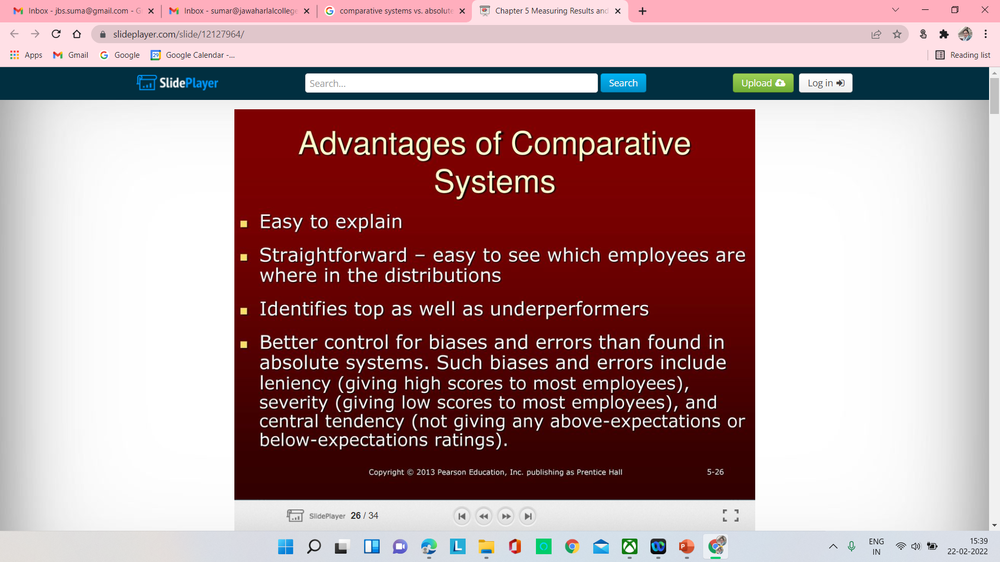 Inbox - jbs.suma@gmail.com - G
Inbox - sumar@jawaharlalcollege
comparative systems vs. absolute
Chapter 5 Measuring Results and
slideplayer.com/slide/12127964/
Apps
Gmail
Google
29
Google Calendar -...
Reading list
SlidePlayer
Search...
Search
Upload
Log in
Advantages of Comparative
Systems
Easy to explain
Straightforward – easy to see which employees are
where in the distributions
Identifies top as well as underperformers
Better control for biases and errors than found in
absolute systems. Such biases and errors include
leniency (giving high scores to most employees),
severity (giving low scores to most employees), and
central tendency (not giving any above-expectations or
below-expectations ratings).
Copyright © 2013 Pearson Education, Inc. publishing as Prentice Hall
5-26
SlidePlayer
26 / 34
L
P
ENG
IN
15:39
22-02-2022